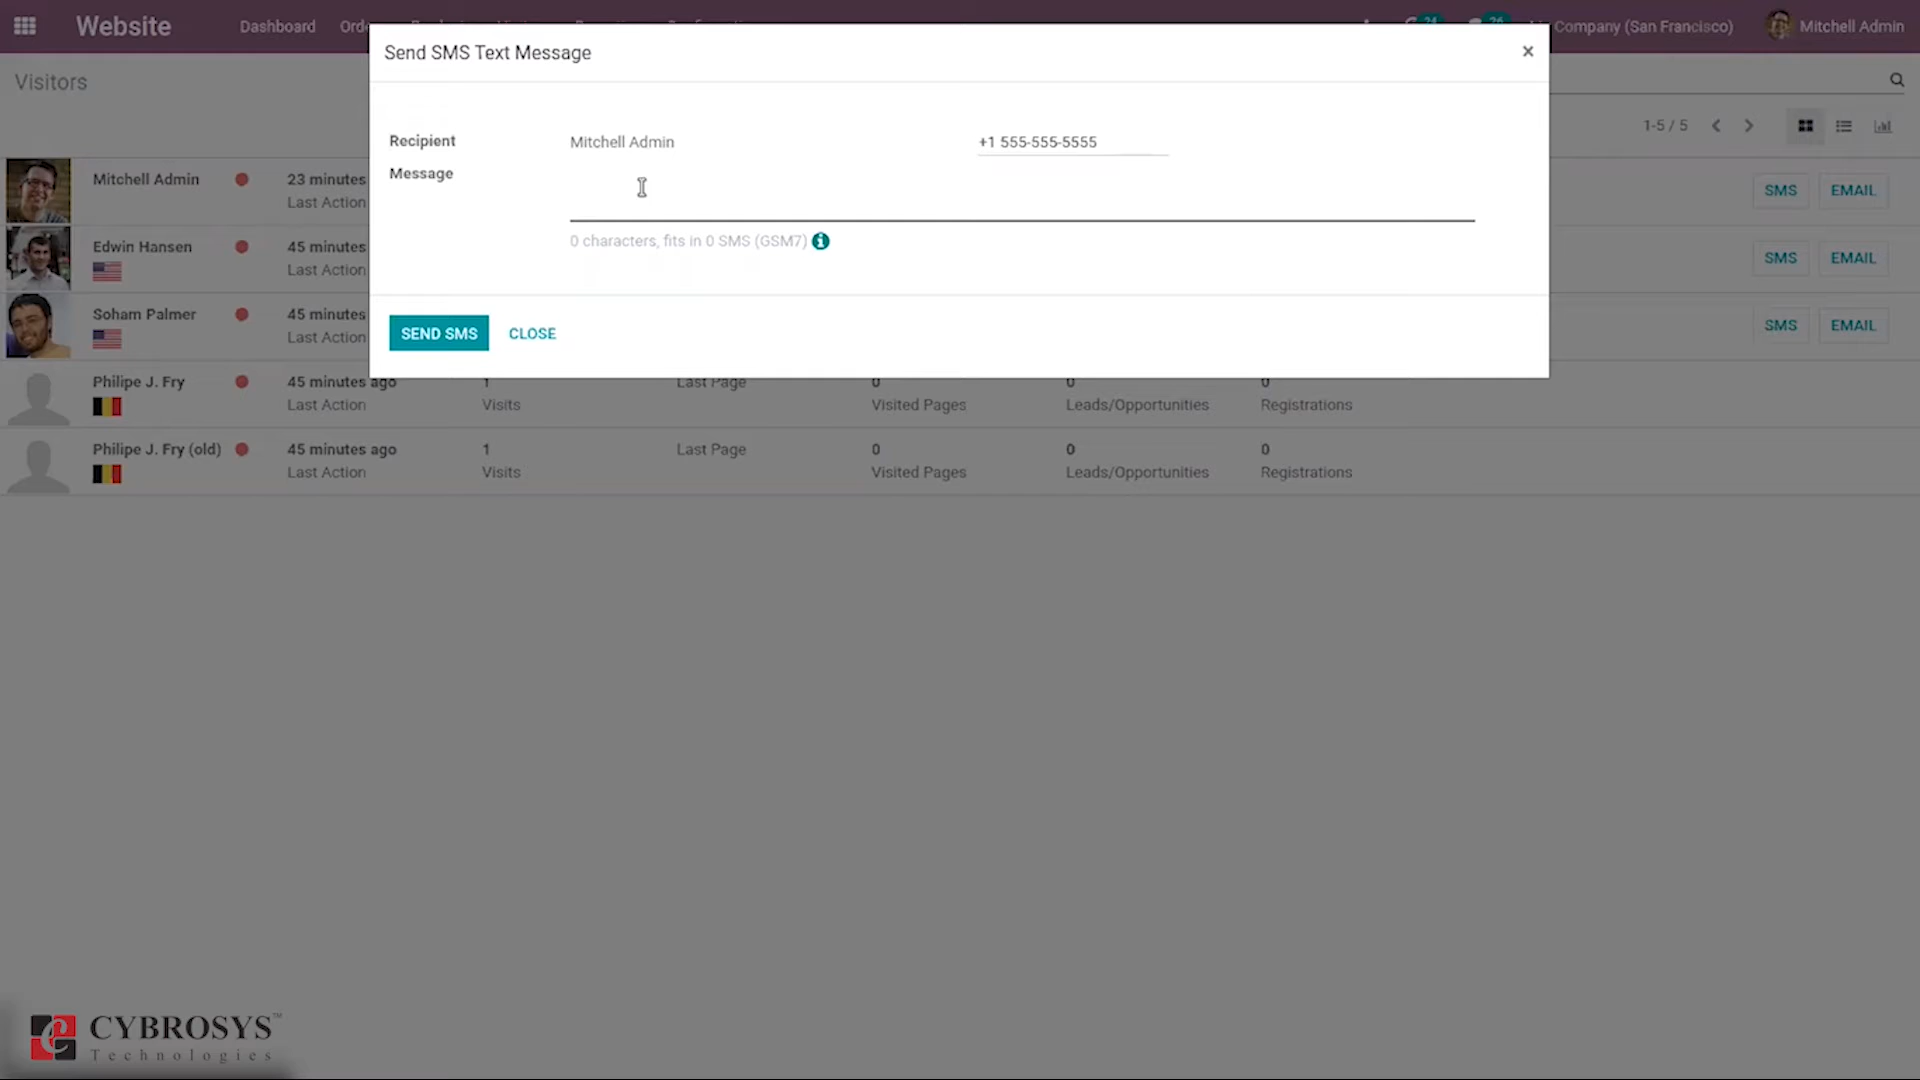 Website
Dashboard
24
26
Company (San Francisco)
Mitchell Admin
Send SMS Text Message
×
Visitors
1-5 / 5
Recipient
Mitchell Admin
+1 555-555-5555
Message
0 characters, fits in 0 SMS (GSM7)
SEND SMS
CLOSE
Mitchell Admin
23 minutes
Last Action
SMS
EMAIL
Edwin Hansen
45 minutes
Last Action
SMS
EMAIL
Soham Palmer
45 minutes
Last Action
SMS
EMAIL
Philipe J. Fry
45 minutes ago
Last Action
1
Visits
Last Page
0
Visited Pages
0
Leads/Opportunities
0
Registrations
Philipe J. Fry (old)
45 minutes ago
Last Action
1
Visits
Last Page
0
Visited Pages
0
Leads/Opportunities
0
Registrations
CYBROSYS™
Technologies